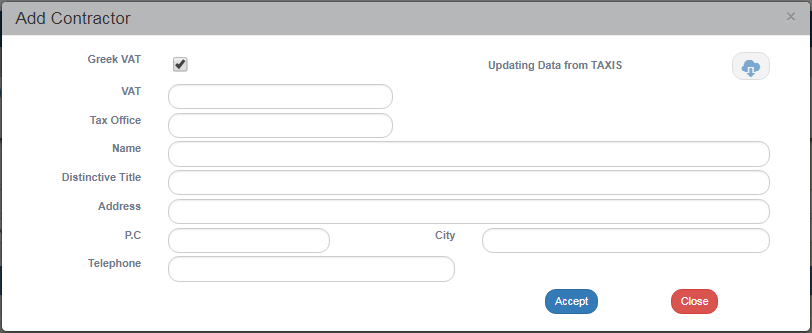 Add Contractor ×
Greek VAT Updating Data from TAXIS
VAT
Tax Office
Name
Distinctive Title
Address
P.C City
Telephone
Accept Close